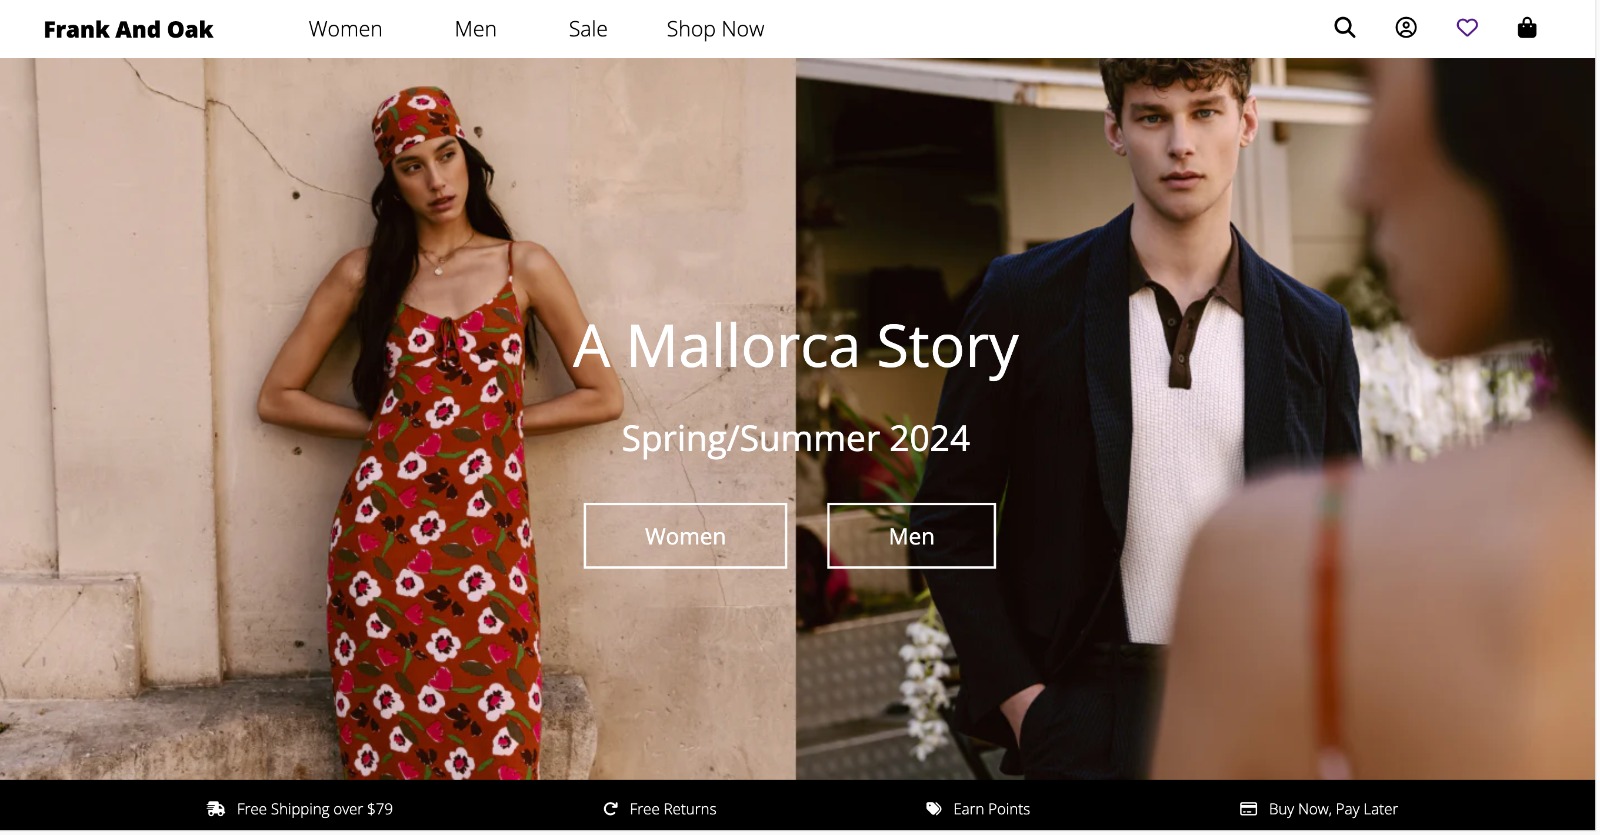 Frank And Oak Women Men Sale Shop Now
A Mallorca Story
Spring/Summer 2024
Women Men
Free Shipping over $79 Free Returns Earn Points Buy Now, Pay Later